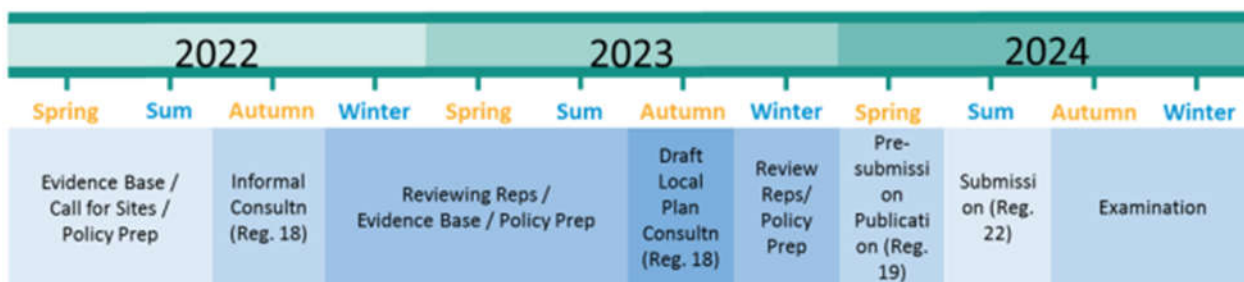 2022 2023 2024
Spring Sum Autumn Winter Spring Sum Autumn Winter Spring Sum Autumn Winter
Evidence Base /
Call for Sites /
Policy Prep
Informal
Consultn
(Reg. 18)
Reviewing Reps /
Evidence Base / Policy Prep
Draft
Local
Plan
Consultn
(Reg. 18)
Review
Reps/
Policy
Prep
Pre-
submissi
on
Publicati
on (Reg.
19)
Submissi
on (Reg.
22)
Examination